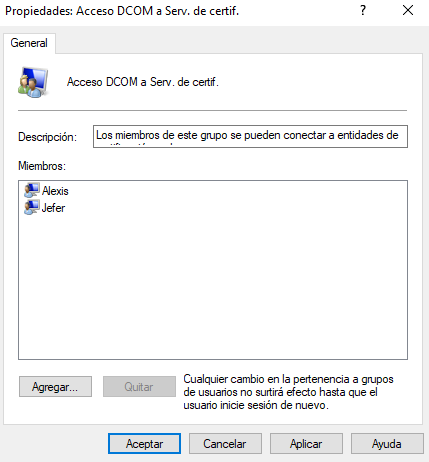 Propiedades: Acceso DCOM a Serv. de certif.
?
General
Acceso DCOM a Serv. de certif.
Descripción:
Los miembros de este grupo se pueden conectar a entidades de
Miembros:
Alexis
Jefer
Agregar...
Quitar
Cualquier cambio en la pertenencia a grupos
de usuarios no surtirá efecto hasta que el
usuario inicie sesión de nuevo.
Aceptar
Cancelar
Aplicar
Ayuda